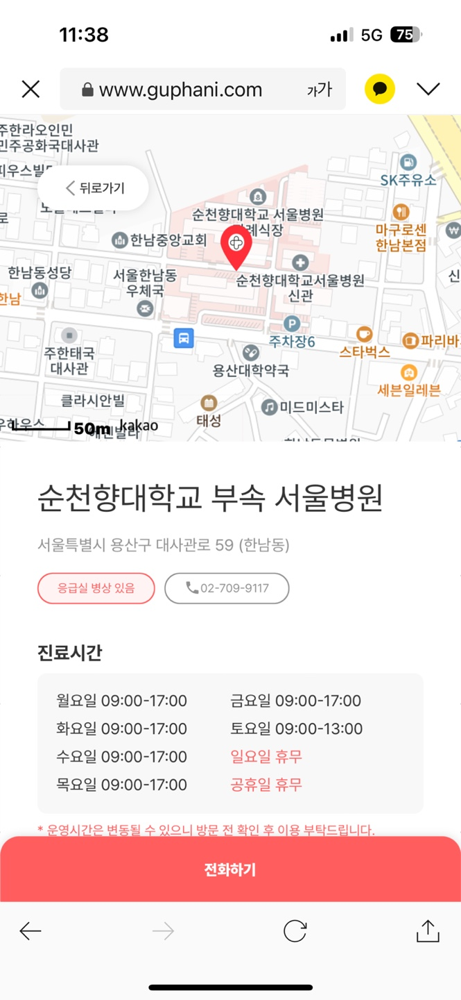 11:38
5G 75
www.guphani.com 가가
주한라오인민
민주공화국대사관
뒤로가기
SK주유소
순천향대학교 서울병원
한남중앙교회
마구로센
한남본점
한남동성당
서울한남동
우체국
순천향대학교서울병원
신관
신
한남
P
주차장6
스타벅스
파리바
주한태국
대사관
용산대학약국
세븐일레븐
클라시안빌
태성
미드미스타
50m kakao
순천향대학교 부속 서울병원
서울특별시 용산구 대사관로 59 (한남동)
응급실 병상 있음
02-709-9117
진료시간
월요일 09:00-17:00 금요일 09:00-17:00
화요일 09:00-17:00 토요일 09:00-13:00
수요일 09:00-17:00 일요일 휴무
목요일 09:00-17:00 공휴일 휴무
* 운영시간은 변동될 수 있으니 방문 전 확인 후 이용 부탁드립니다.
전화하기